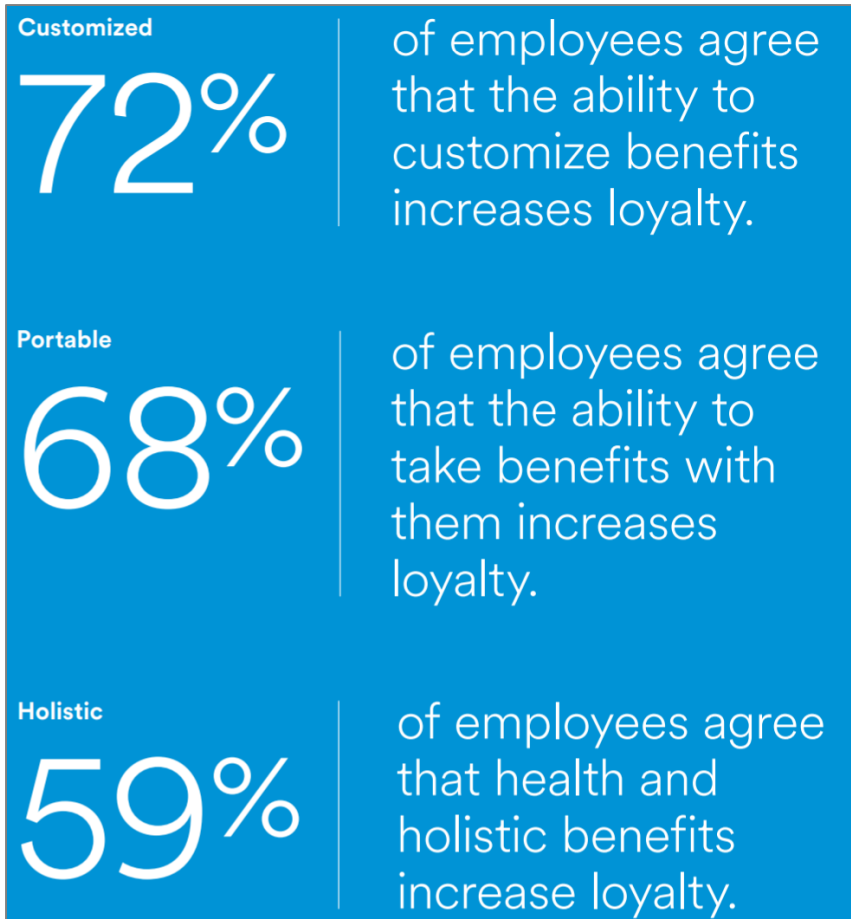 Customized
72%
of employees agree
that the ability to
customize benefits
increases loyalty.
Portable
68%
of employees agree
that the ability to
take benefits with
them increases
loyalty.
Holistic
59%
of employees agree
that health and
holistic benefits
increase loyalty.